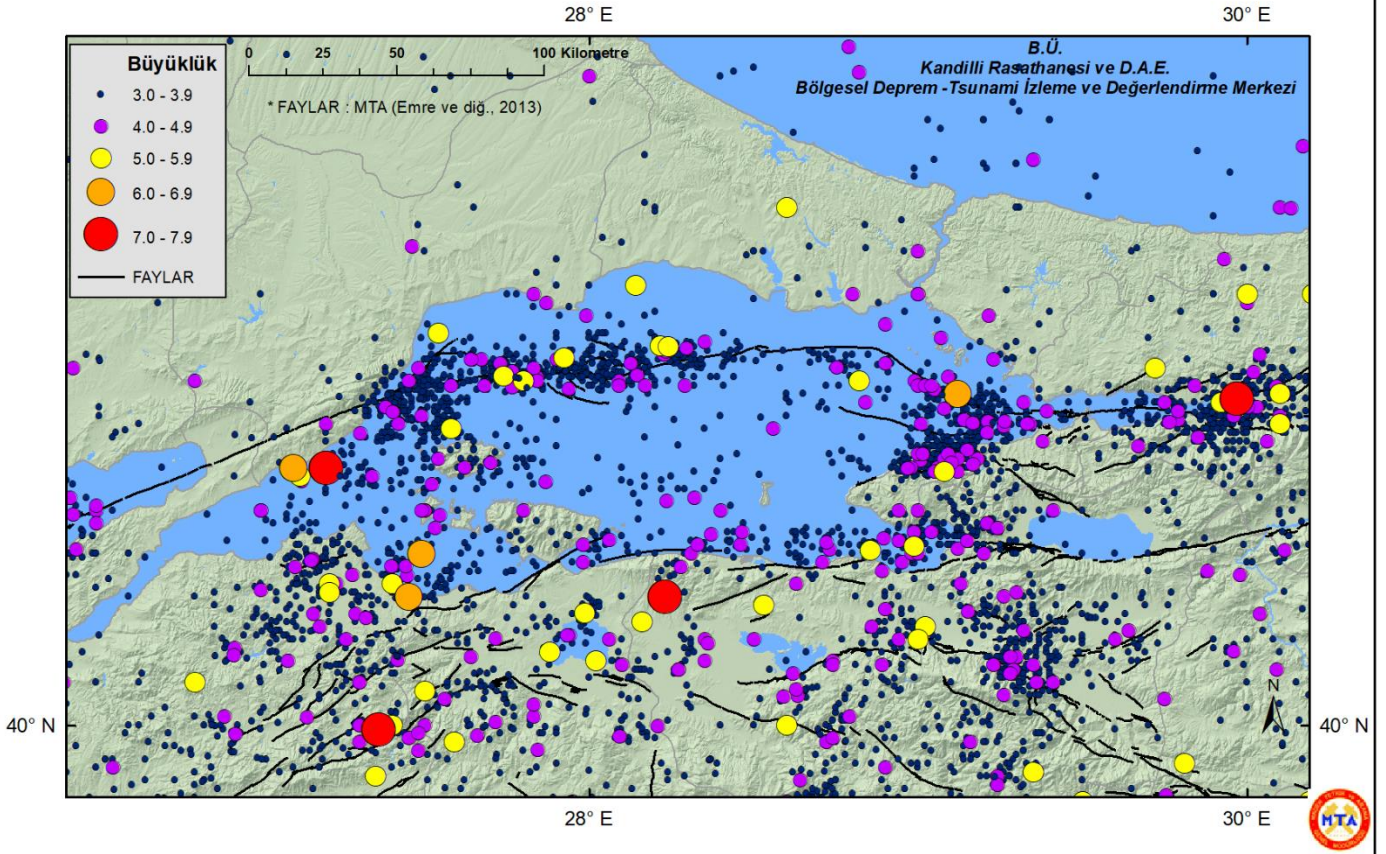 28° E
30° E
Büyüklük
3.0 - 3.9
4.0 - 4.9
5.0 - 5.9
6.0 - 6.9
7.0 - 7.9
FAYLAR
0 25 50 100 Kilometre
* FAYLAR : MTA (Emre ve diğ., 2013)
B.Ü.
Kandilli Rasathanesi ve D.A.E.
Bölgesel Deprem -Tsunami İzleme ve Değerlendirme Merkezi
40° N
N
40° N
28° E
30° E
MTA